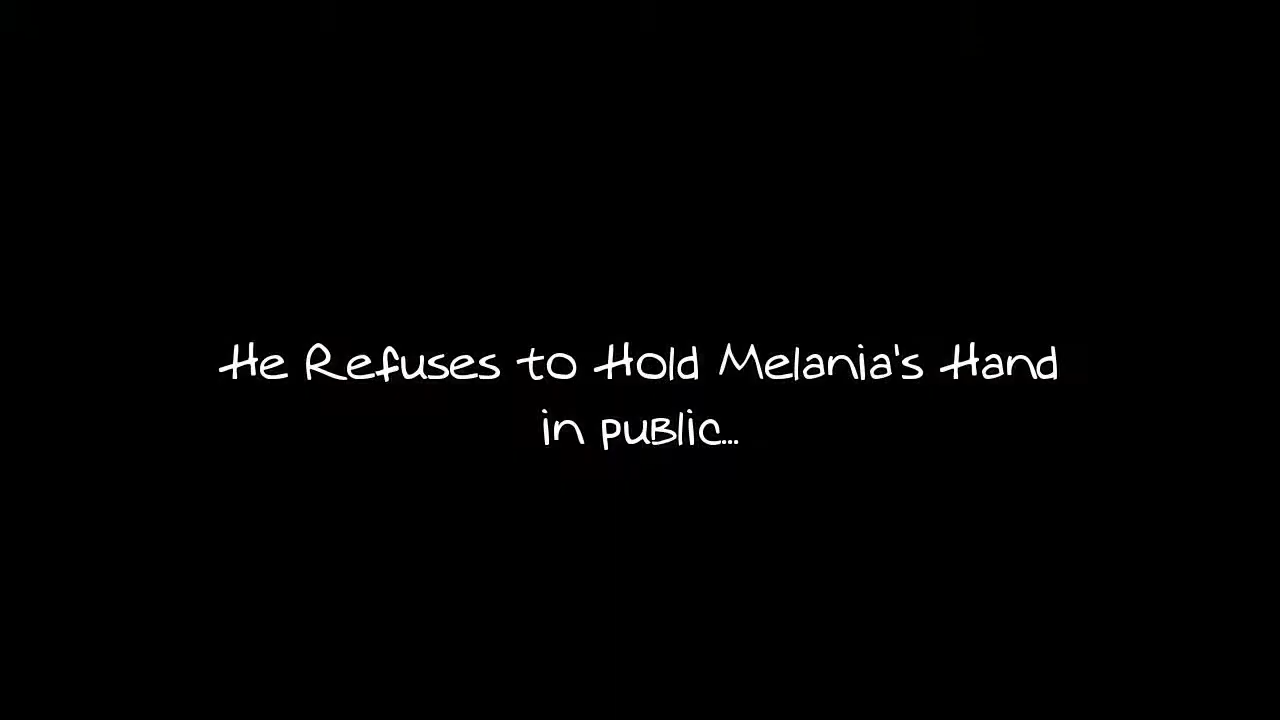 He Refuses to Hold Melania's Hand
in public...